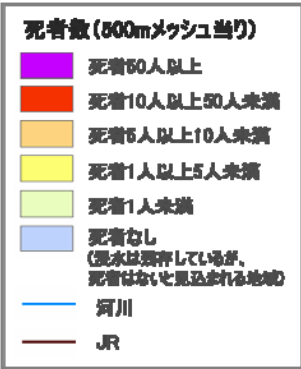 死者数(500mメッシュ当り)
死者50人以上
死者10人以上50人未満
死者5人以上10人未満
死者1人以上5人未満
死者1人未満
死者なし
(浸水は残存しているが、
死者はないと見込まれる地域)
河川
JR